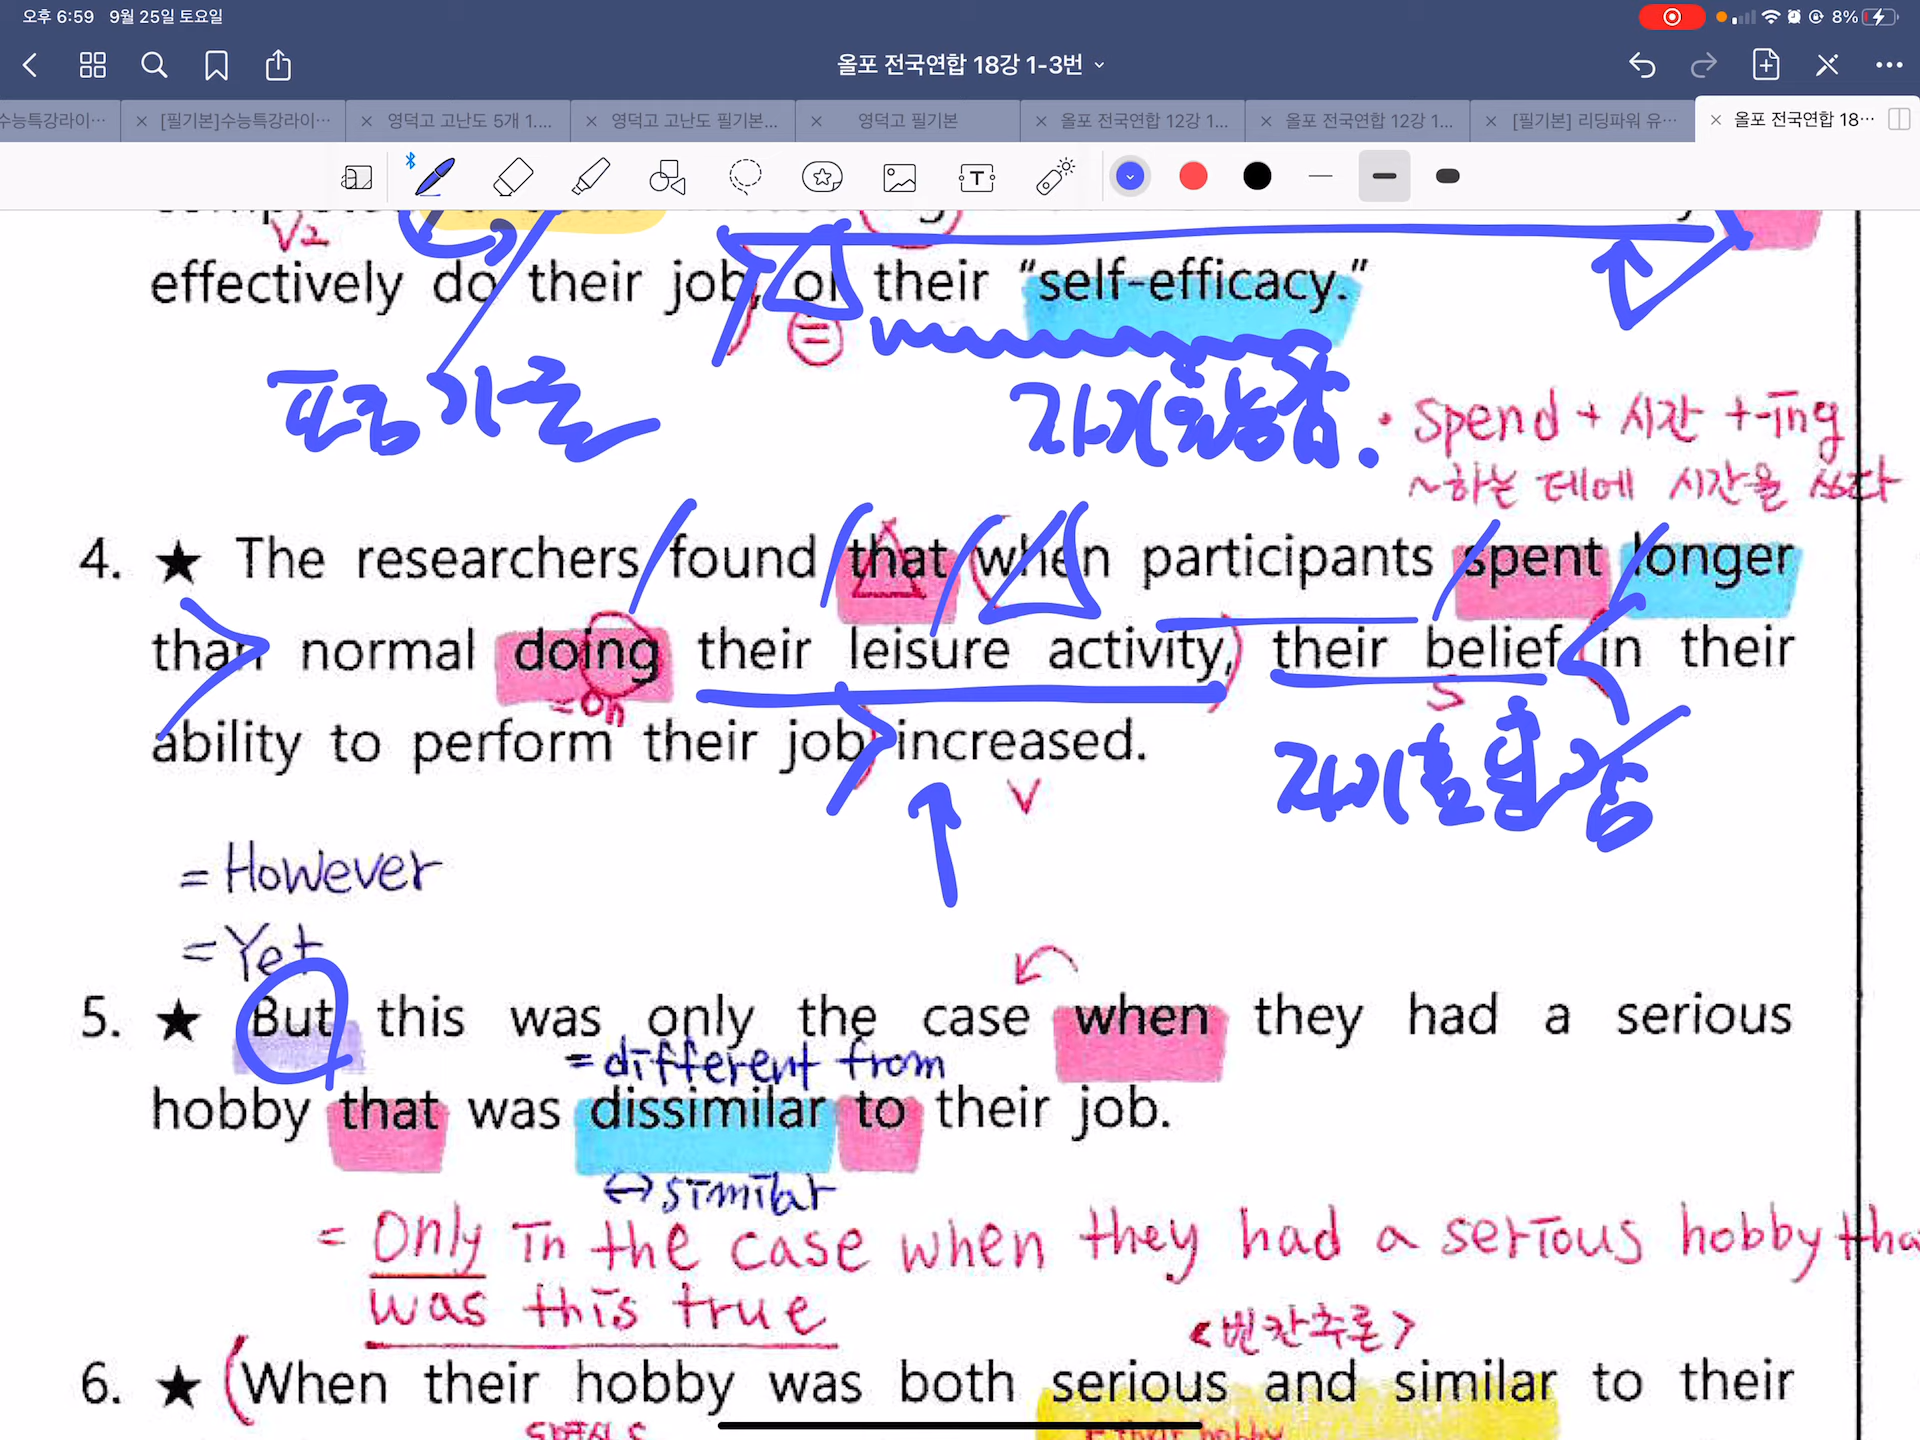 오후 6:59 9월 25일 토요일
8%
올포 전국연합 18강 1-3번
수능특강라이…
[필기본]수능특강라이…
영덕고 고난도 5개 1....
영덕고 고난도 필기본...
영덕고 필기본
올포 전국연합 12강 1...
올포 전국연합 12강 1...
[필기본] 리딩파워 유…
올포 전국연합 18…
V2
effectively do their job, or their “self-efficacy.”
=
평가를
자기효능감.
• spend + 시간 + -ing
~하는 데에 시간을 쓰다
4. ★ The researchers found that when participants spent longer
than normal doing their leisure activity, their belief in their
= on
S
ability to perform their job increased.
V
자기효능감
= However
= Yet
5. ★ But this was only the case when they had a serious
= different from
hobby that was dissimilar to their job.
↔ similar
= Only in the case when they had a serious hobby tha
was this true
<빈칸추론>
6. ★ (When their hobby was both serious and similar to their